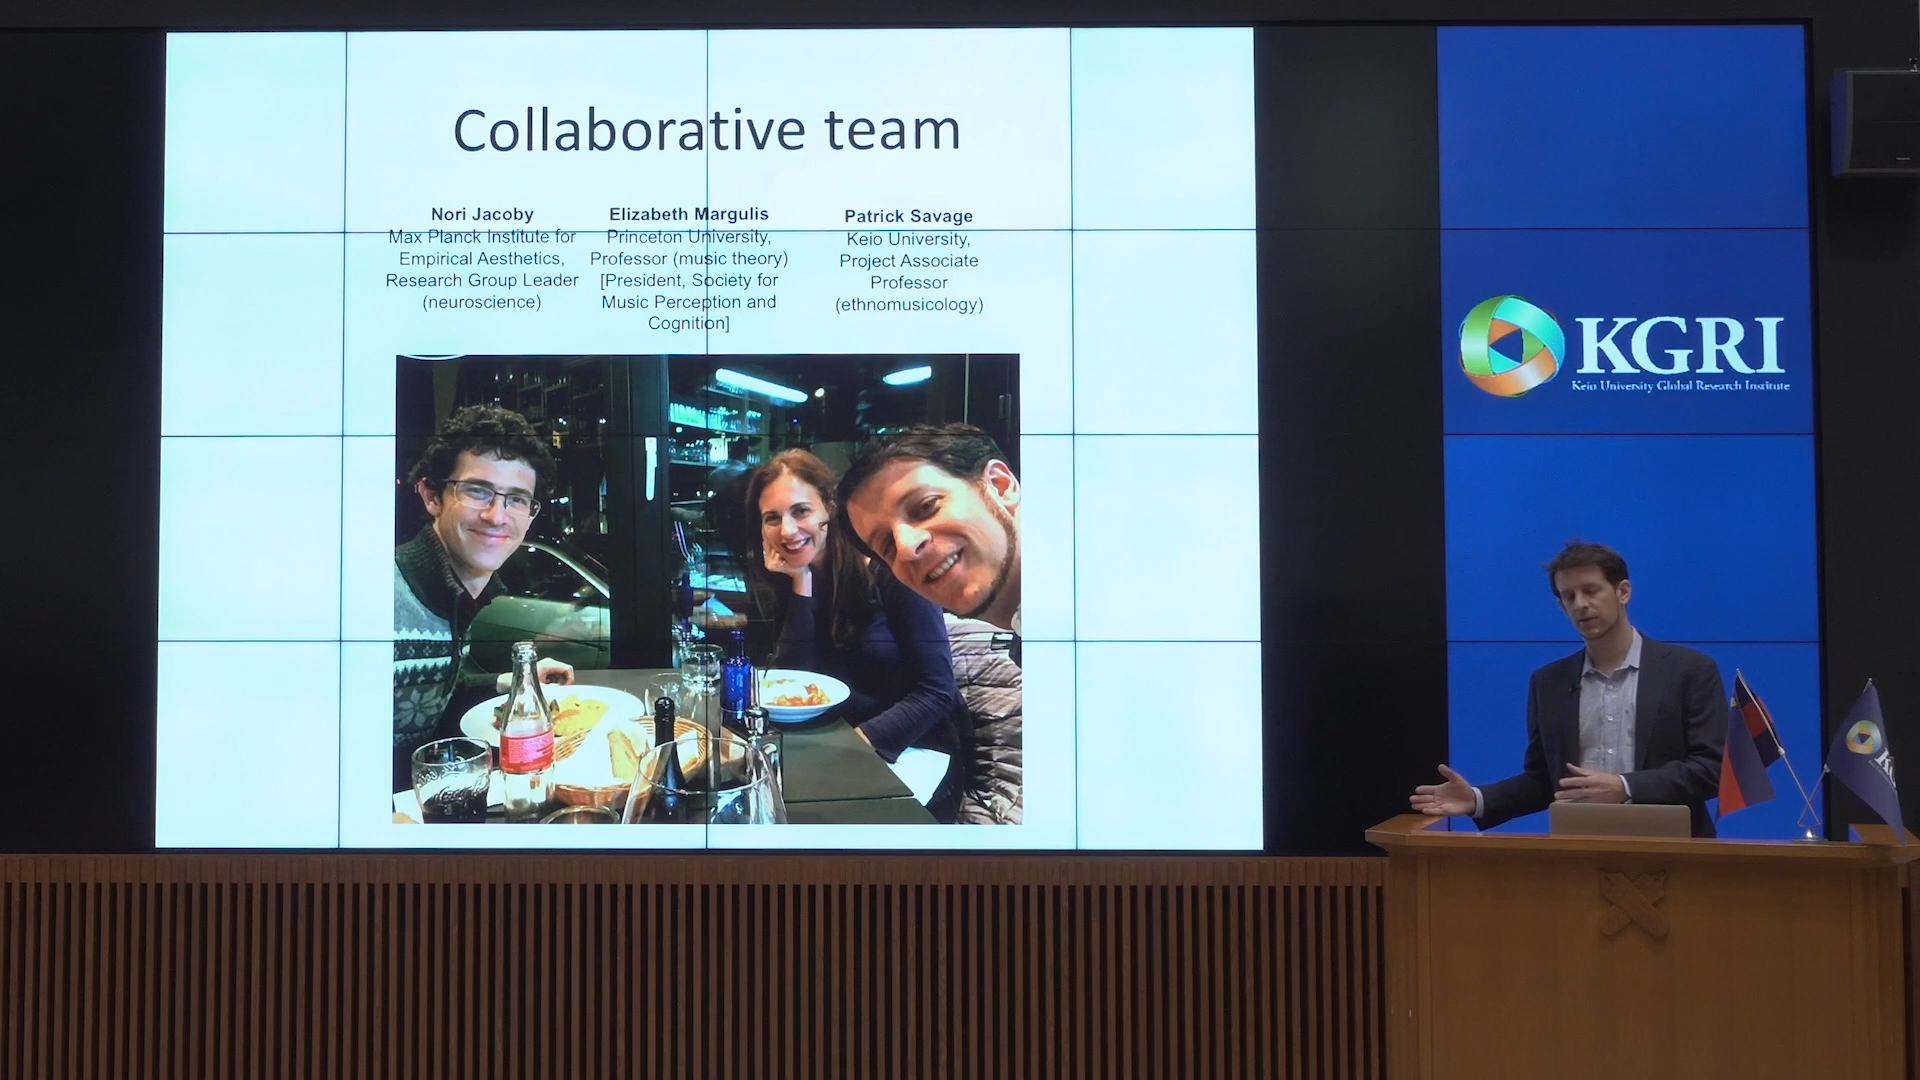 Collaborative team
Nori Jacoby
Max Planck Institute for
Empirical Aesthetics,
Research Group Leader
(neuroscience)
Elizabeth Margulis
Princeton University,
Professor (music theory)
[President, Society for
Music Perception and
Cognition]
Patrick Savage
Keio University,
Project Associate
Professor
(ethnomusicology)
KGRI
Keio University Global Research Institute